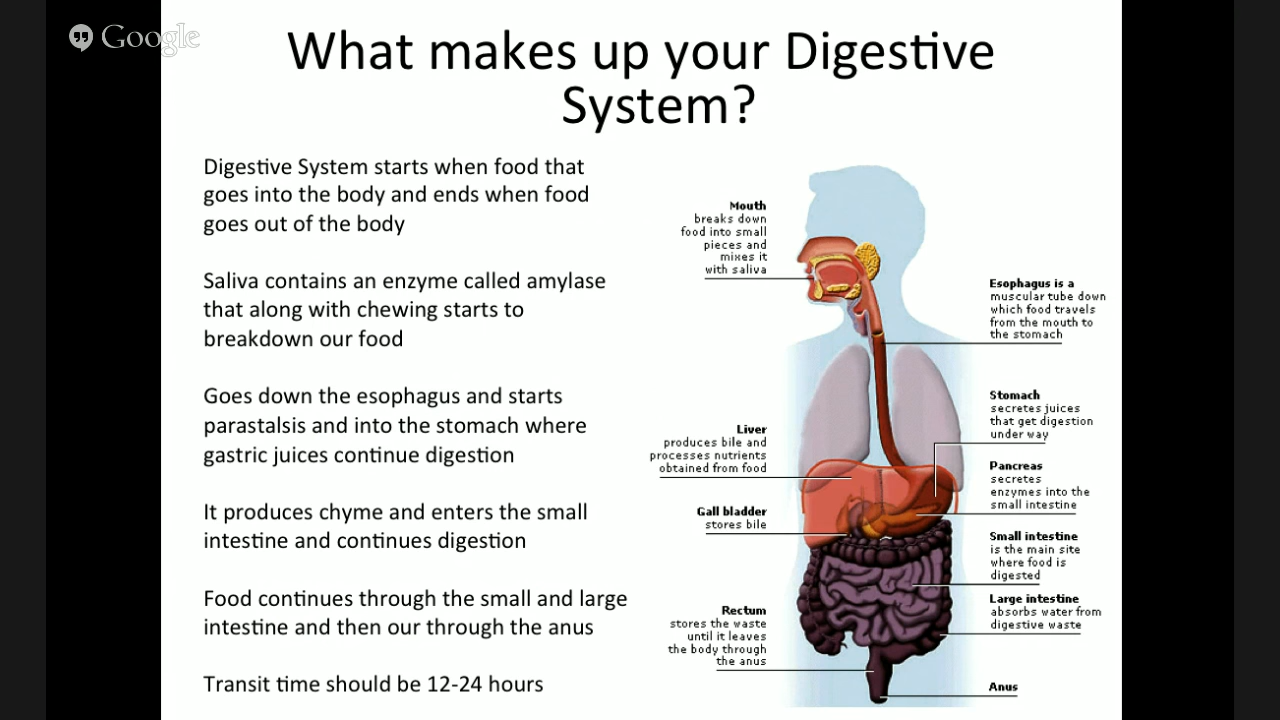 Google
What makes up your Digestive
System?
Digestive System starts when food that
goes into the body and ends when food
goes out of the body
Saliva contains an enzyme called amylase
that along with chewing starts to
breakdown our food
Goes down the esophagus and starts
parastalsis and into the stomach where
gastric juices continue digestion
It produces chyme and enters the small
intestine and continues digestion
Food continues through the small and large
intestine and then our through the anus
Transit time should be 12-24 hours
Mouth
breaks down
food into small
pieces and
mixes it
with saliva
Esophagus is a
muscular tube down
which food travels
from the mouth to
the stomach
Stomach
secretes juices
that get digestion
under way
Liver
produces bile and
processes nutrients
obtained from food
Pancreas
secretes
enzymes into the
small intestine
Gall bladder
stores bile
Small intestine
is the main site
where food is
digested
Large intestine
absorbs water from
digestive waste
Rectum
stores the waste
until it leaves
the body through
the anus
Anus